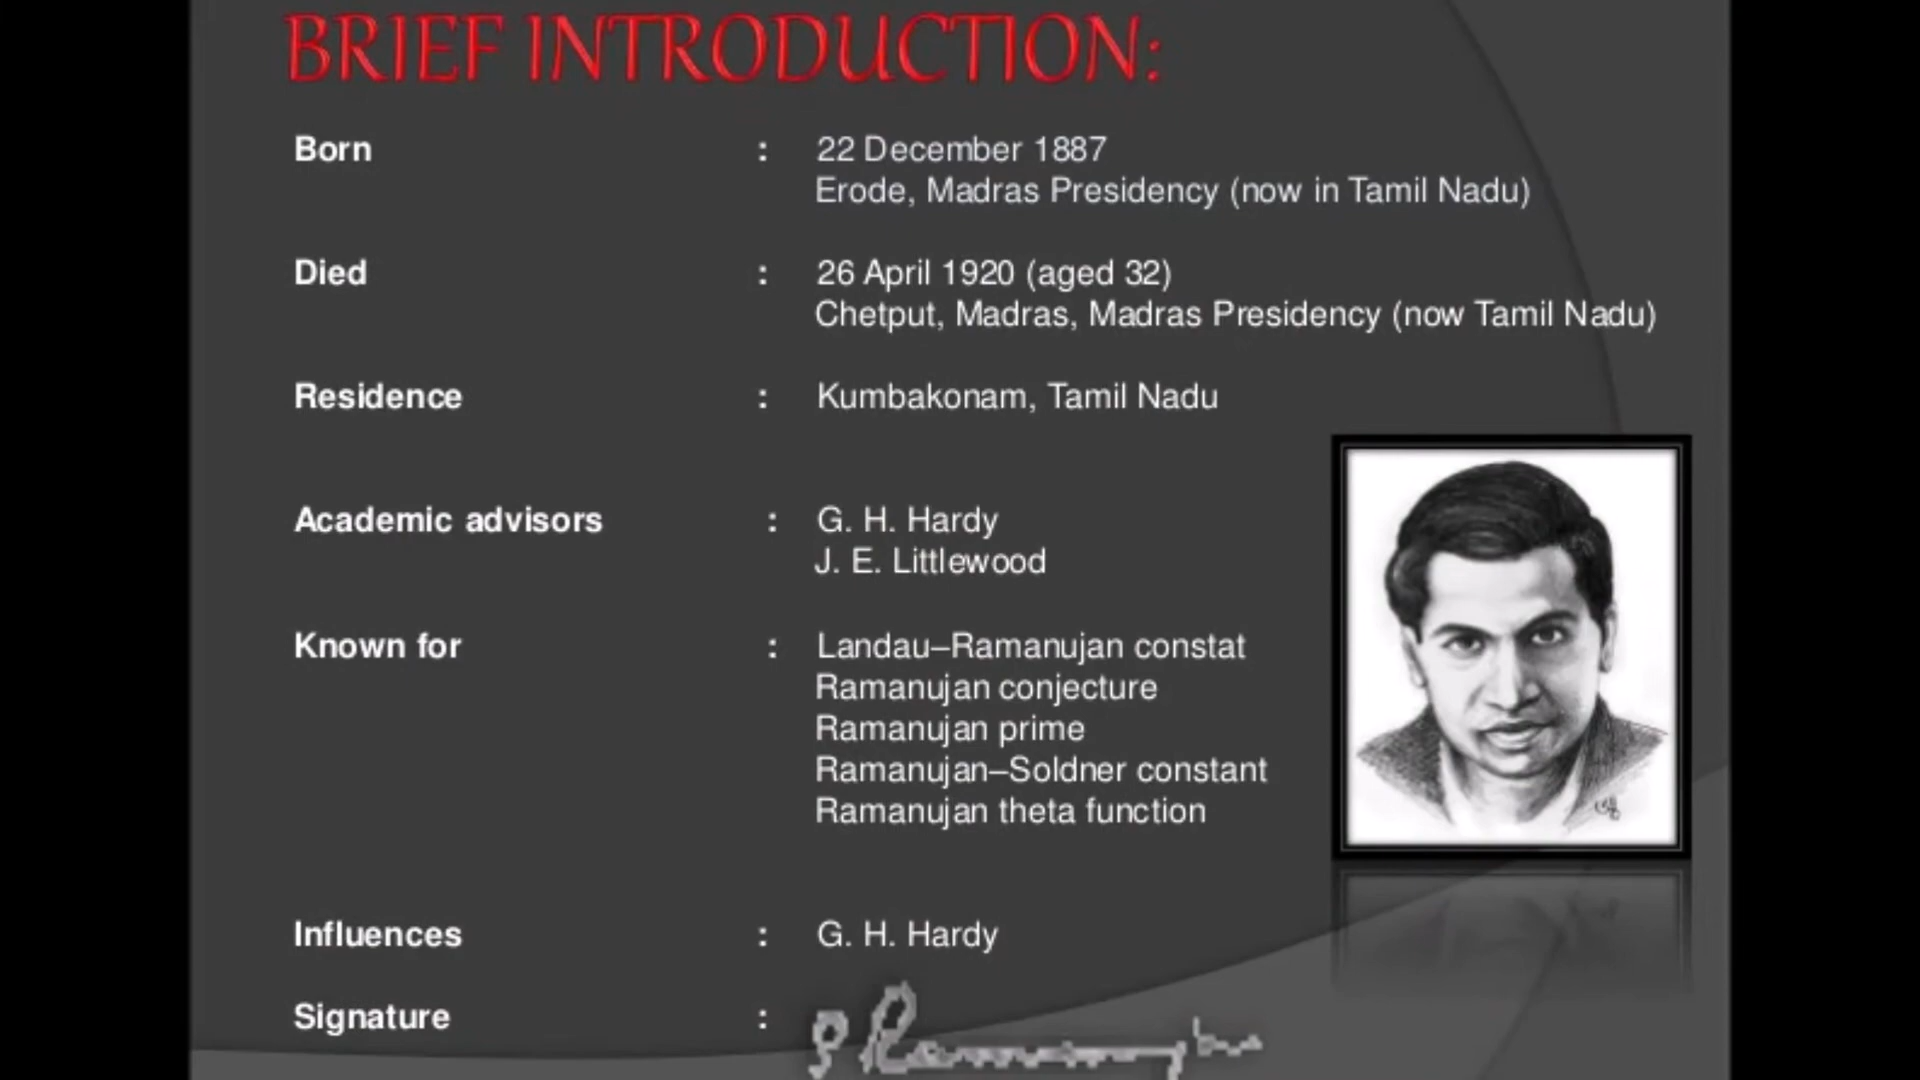 BRIEF INTRODUCTION:
Born : 22 December 1887
Erode, Madras Presidency (now in Tamil Nadu)
Died : 26 April 1920 (aged 32)
Chetput, Madras, Madras Presidency (now Tamil Nadu)
Residence : Kumbakonam, Tamil Nadu
Academic advisors : G. H. Hardy
J. E. Littlewood
Known for : Landau–Ramanujan constat
Ramanujan conjecture
Ramanujan prime
Ramanujan–Soldner constant
Ramanujan theta function
Influences : G. H. Hardy
Signature : S Ramanujan